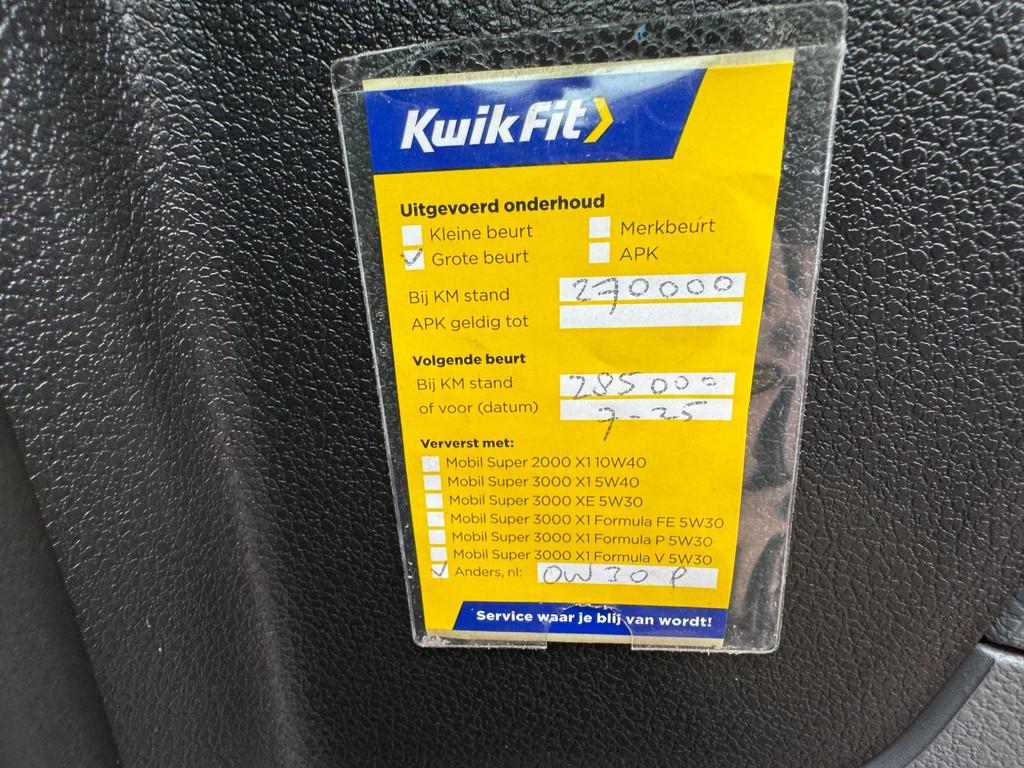 KwikFit
Uitgevoerd onderhoud
Kleine beurt Merkbeurt
Grote beurt APK
Bij KM stand 270000
APK geldig tot
Volgende beurt
Bij KM stand 285000
of voor (datum) 7-25
Ververst met:
Mobil Super 2000 X1 10W40
Mobil Super 3000 X1 5W40
Mobil Super 3000 XE 5W30
Mobil Super 3000 X1 Formula FE 5W30
Mobil Super 3000 X1 Formula P 5W30
Mobil Super 3000 X1 Formula V 5W30
Anders, nl: 0W30 P
Service waar je blij van wordt!